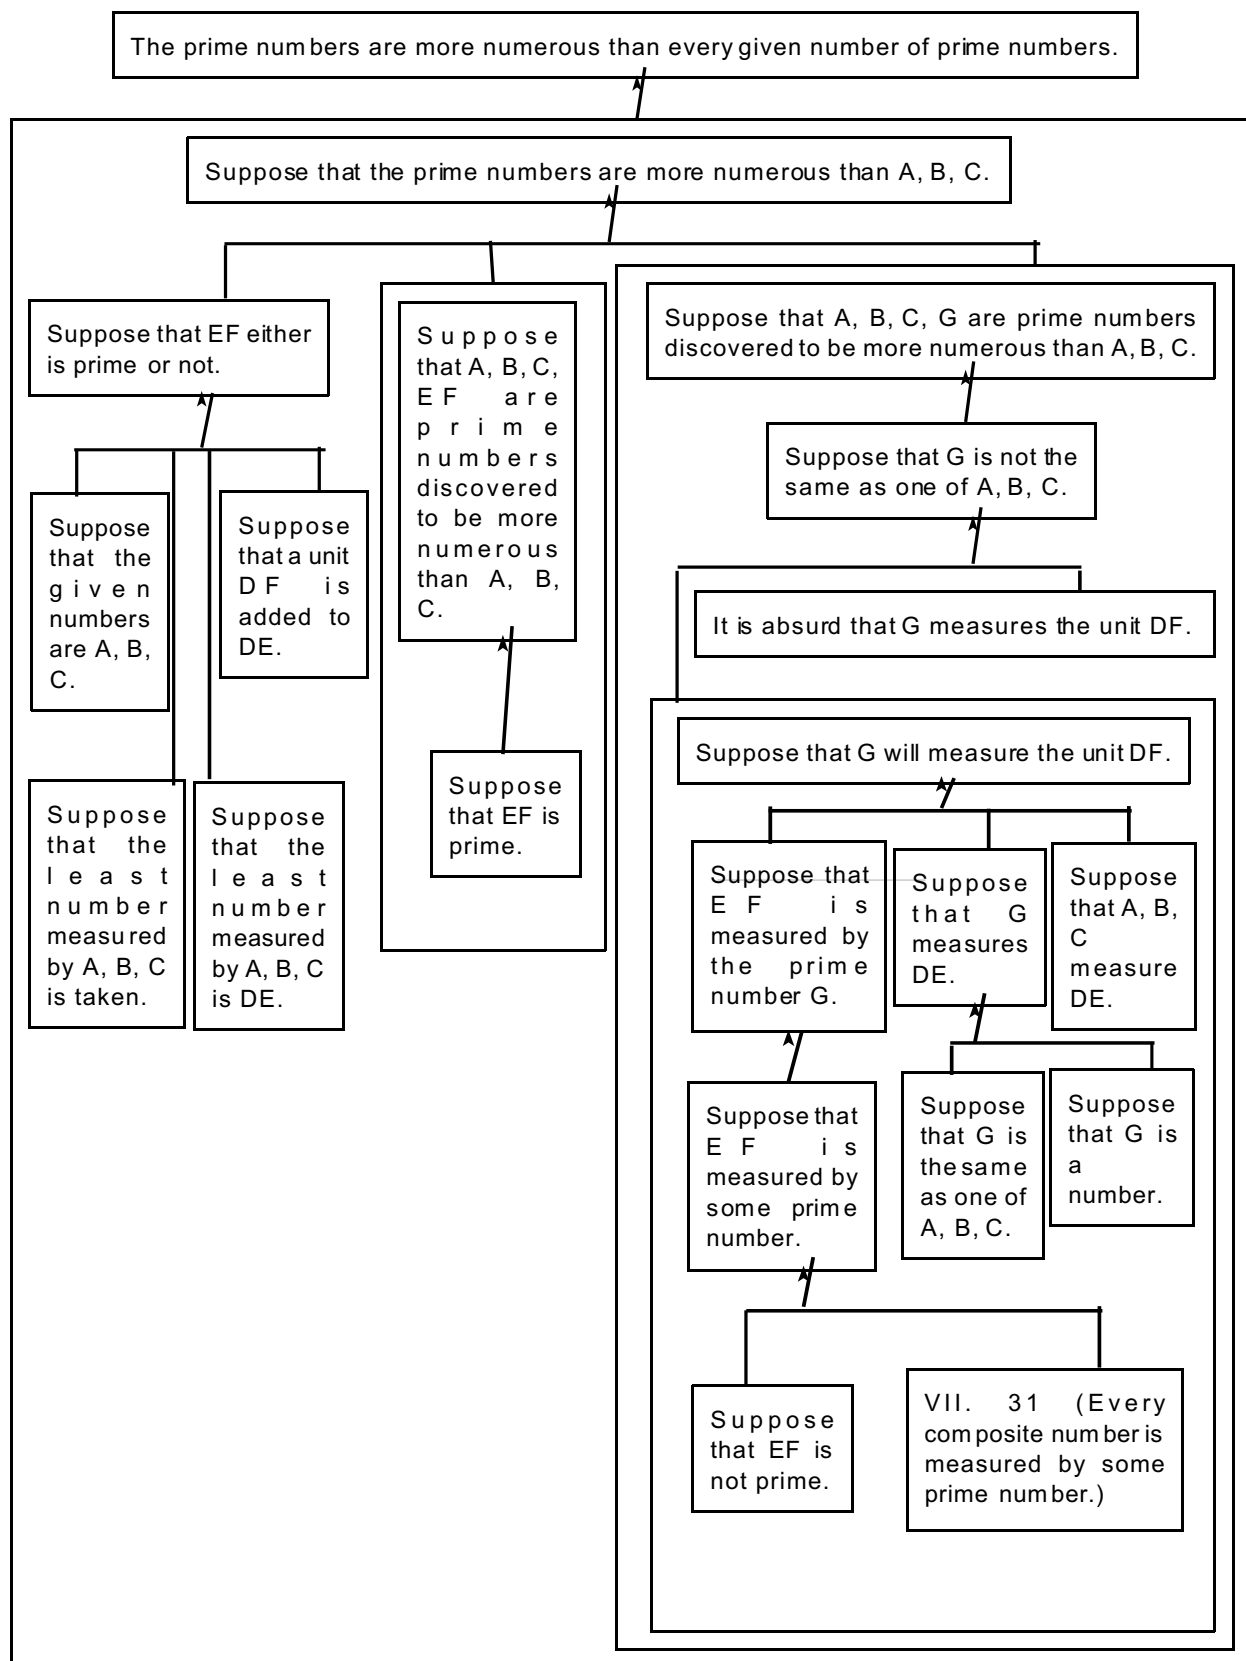 The prime numbers are more numerous than every given number of prime numbers.
Suppose that the prime numbers are more numerous than A, B, C.
Suppose that EF either
is prime or not.
Suppose
that the
given
numbers
are A, B,
C.
Suppose
that a unit
DF is
added to
DE.
Suppose
that the
least
number
measured
by A, B, C
is taken.
Suppose
that the
least
number
measured
by A, B, C
is DE.
Suppose
that A, B, C,
EF are
prime
numbers
discovered
to be more
numerous
than A, B,
C.
Suppose
that EF is
prime.
Suppose that A, B, C, G are prime numbers
discovered to be more numerous than A, B, C.
Suppose that G is not the
same as one of A, B, C.
It is absurd that G measures the unit DF.
Suppose that G will measure the unit DF.
Suppose that
EF is
measured by
the prime
number G.
Suppose
that G
measures
DE.
Suppose
that A, B,
C
measure
DE.
Suppose that
EF is
measured by
some prime
number.
Suppose
that G is
the same
as one of
A, B, C.
Suppose
that G is
a
number.
Suppose
that EF is
not prime.
VII. 31 (Every
composite number is
measured by some
prime number.)